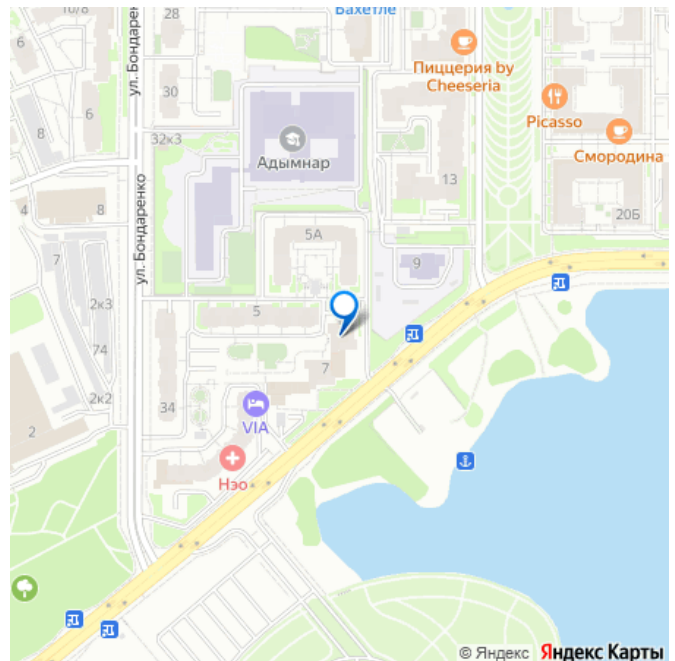 10/8
28
Бахетле
ул. Бондаренко
6
6
30
Пиццерия by
Cheeseria
Picasso
8
32к3
Адымнар
Смородина
13
4
8
ул. Бондаренко
20Б
5А
7
9
2к3
5
74
7
2к2
34
2
VIA
Нэо
© Яндекс Яндекс Карты